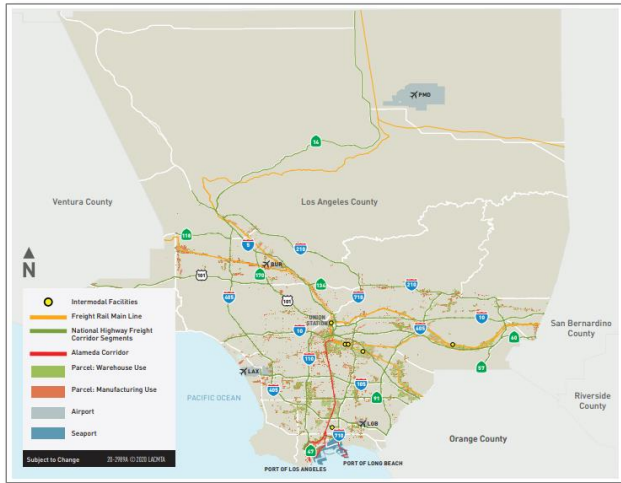 PMD
14
Ventura County
Los Angeles County
118
5
210
BUR
101
170
134
101
405
710
210
UNION
STATION
605
10
10
San Bernardino
County
60
57
110
LAX
105
91
Riverside
County
405
PACIFIC OCEAN
LGB
Orange County
710
47
PORT OF LONG BEACH
PORT OF LOS ANGELES
N
Intermodal Facilities
Freight Rail Main Line
National Highway Freight
Corridor Segments
Alameda Corridor
Parcel: Warehouse Use
Parcel: Manufacturing Use
Airport
Seaport
Subject to Change
20-2989A ©2020 LACMTA